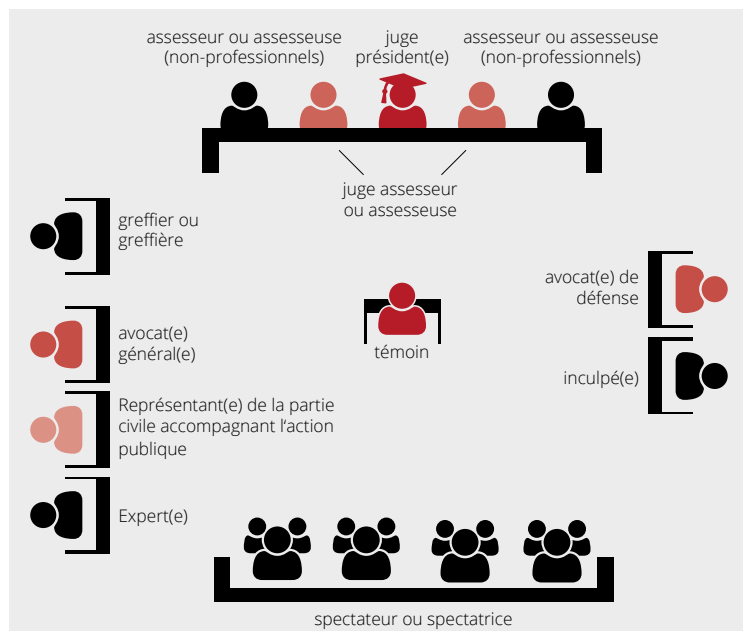 assesseur ou assesseuse
(non-professionnels)
juge
président(e)
assesseur ou assesseuse
(non-professionnels)
juge assesseur
ou assesseuse
greffier ou
greffière
avocat(e) de
défense
avocat(e)
général(e)
témoin
inculpé(e)
Représentant(e) de la partie
civile accompagnant l'action
publique
Expert(e)
spectateur ou spectatrice